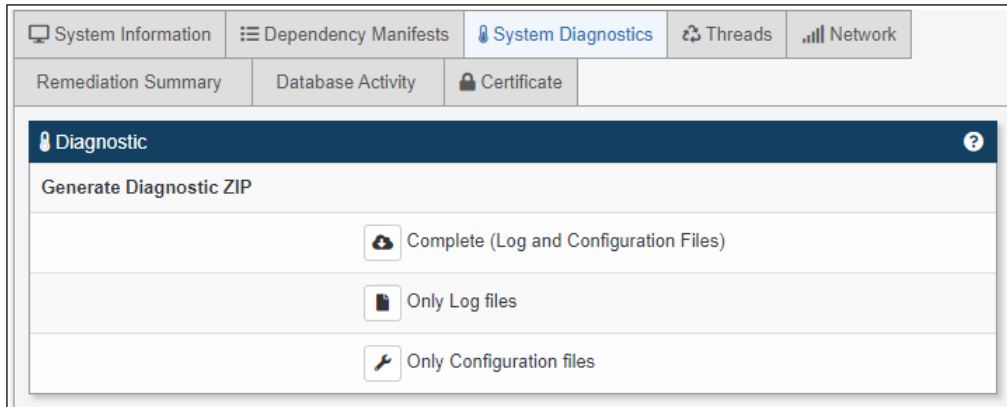 System Information Dependency Manifests System Diagnostics Threads Network
Remediation Summary Database Activity Certificate
Diagnostic ?
Generate Diagnostic ZIP
Complete (Log and Configuration Files)
Only Log files
Only Configuration files